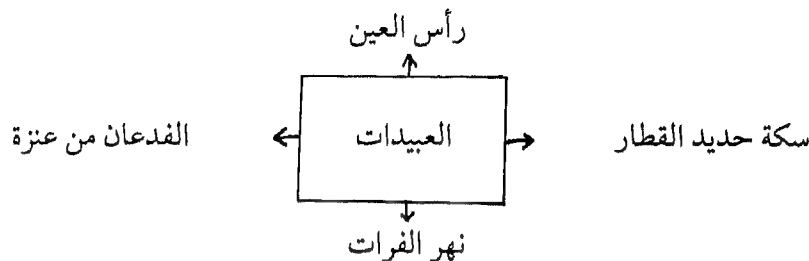 رأس العين
سكة حديد القطار العبيدات الفدعان من عنزة
نهر الفرات